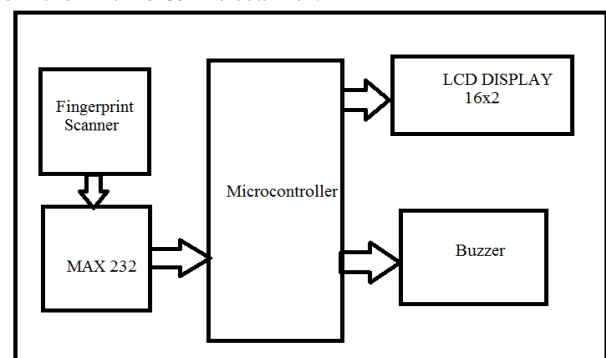 Fingerprint
Scanner
MAX 232
Microcontroller
LCD DISPLAY
16x2
Buzzer